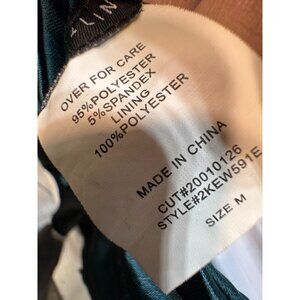 OVER FOR CARE
95%POLYESTER
5%SPANDEX
LINING
100%POLYESTER
MADE IN CHINA
CUT#20010126
STYLE#2KEW591E
SIZE M